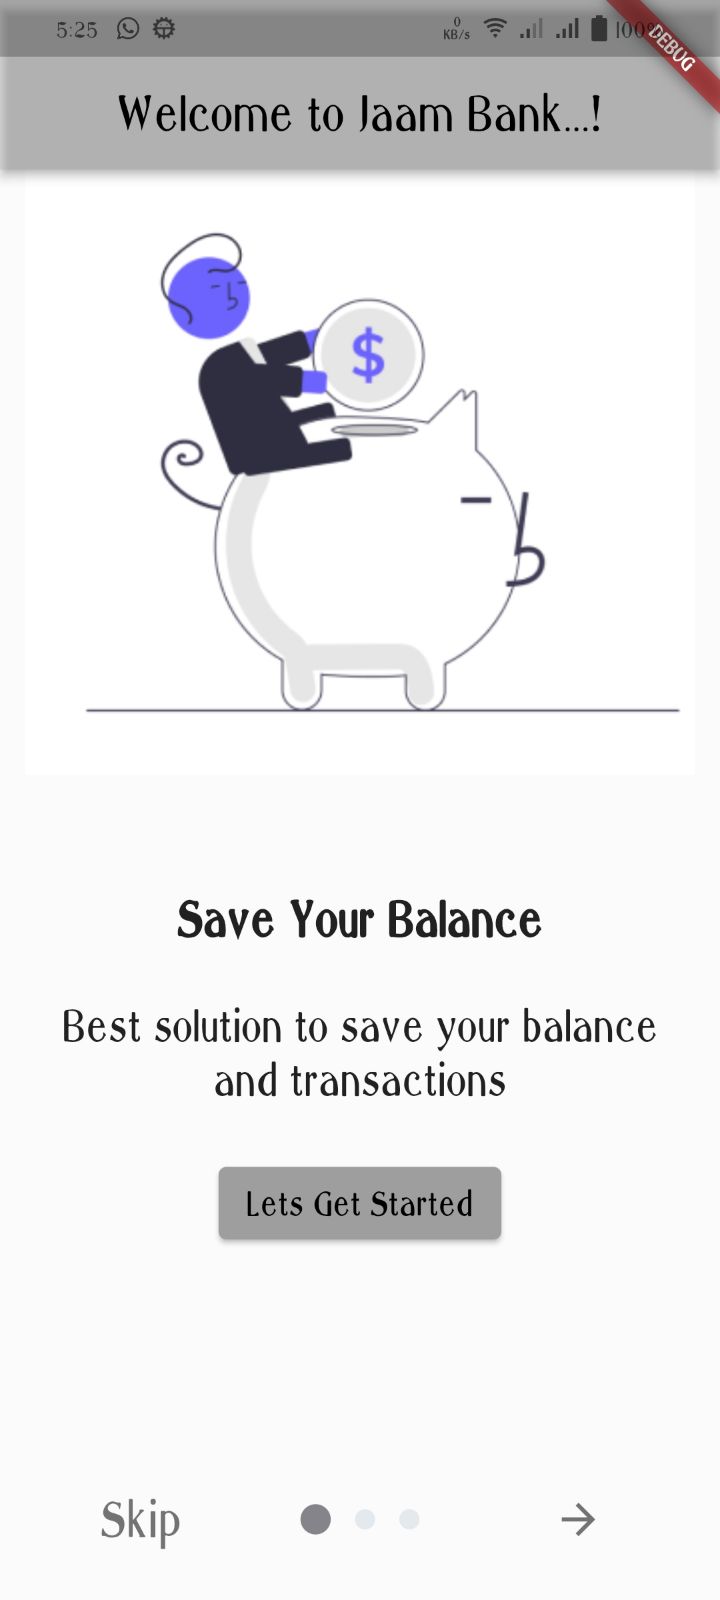 5:25
0
KB/s
100%
DEBUG
Welcome to Jaam Bank...!
$
Save Your Balance
Best solution to save your balance
and transactions
Lets Get Started
Skip